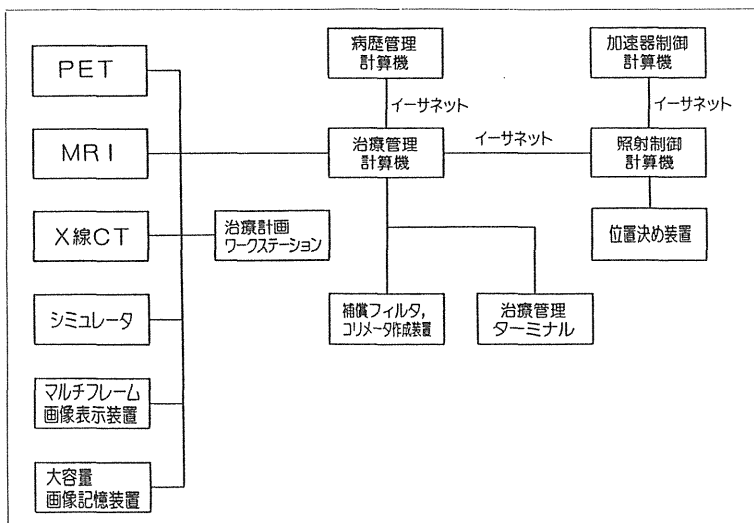 PET
MRI
X線CT
シミュレータ
マルチフレーム
画像表示装置
大容量
画像記憶装置
治療計画
ワークステーション
病歴管理
計算機
イーサネット
治療管理
計算機
イーサネット
補償フィルタ,
コリメータ作成装置
治療管理
ターミナル
加速器制御
計算機
イーサネット
照射制御
計算機
位置決め装置